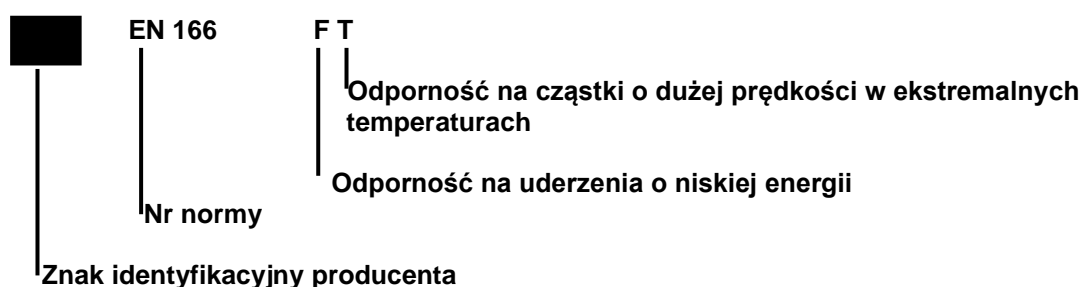 EN 166 F T
Odporność na cząstki o dużej prędkości w ekstremalnych
temperaturach
Odporność na uderzenia o niskiej energii
Nr normy
Znak identyfikacyjny producenta